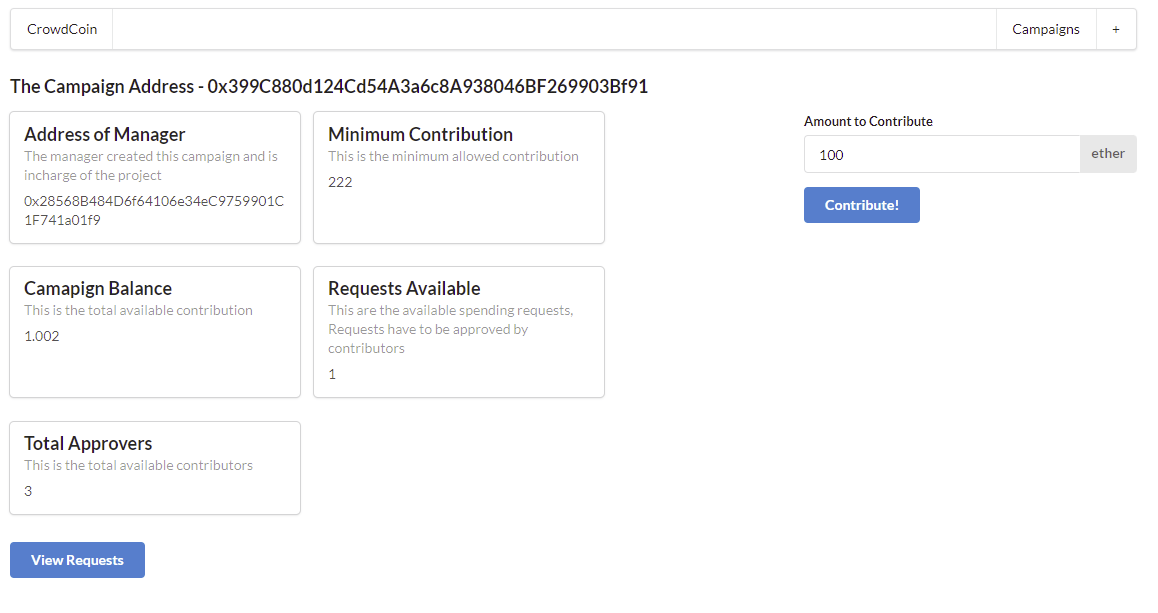 CrowdCoin
Campaigns
+
The Campaign Address - 0x399C880d124Cd54A3a6c8A938046BF269903Bf91
Address of Manager
The manager created this campaign and is
incharge of the project
0x28568B484D6f64106e34eC9759901C
1F741a01f9
Minimum Contribution
This is the minimum allowed contribution
222
Amount to Contribute
100
ether
Contribute!
Camapign Balance
This is the total available contribution
1.002
Requests Available
This are the available spending requests,
Requests have to be approved by
contributors
1
Total Approvers
This is the total available contributors
3
View Requests